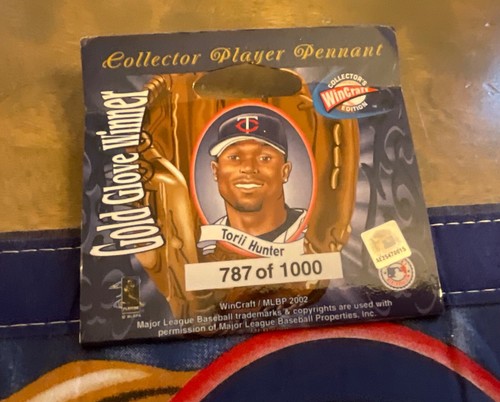 Collector Player Pennant
COLLECTOR'S
WinCraft
EDITION
Gold Glove Winner
TC
Torii Hunter
787 of 1000
WinCraft / MLBP 2002
Major League Baseball trademarks & copyrights are used with
permission of Major League Baseball Properties, Inc.